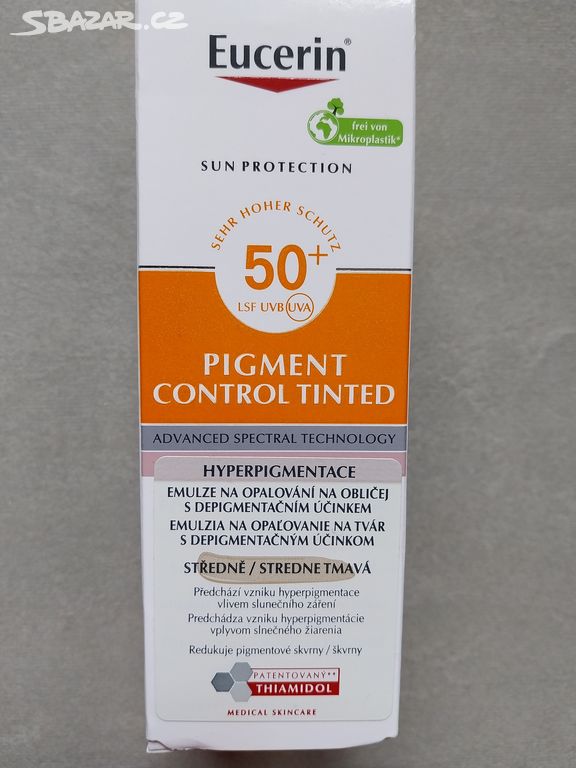 SBAZAR.CZ
Eucerin®
frei von
Mikroplastik*
SUN PROTECTION
SEHR HOHER SCHUTZ
50+
LSF UVB UVA
PIGMENT
CONTROL TINTED
ADVANCED SPECTRAL TECHNOLOGY
HYPERPIGMENTACE
EMULZE NA OPALOVÁNÍ NA OBLIČEJ
S DEPIGMENTAČNÍM ÚČINKEM
EMULZIA NA OPAĽOVANIE NA TVÁR
S DEPIGMENTAČNÝM ÚČINKOM
STŘEDNĚ / STREDNE TMAVÁ
Předchází vzniku hyperpigmentace
vlivem slunečního záření
Predchádza vzniku hyperpigmentácie
vplyvom slnečného žiarenia
Redukuje pigmentové skvrny / škvrny
PATENTOVANÝ**
THIAMIDOL
MEDICAL SKINCARE